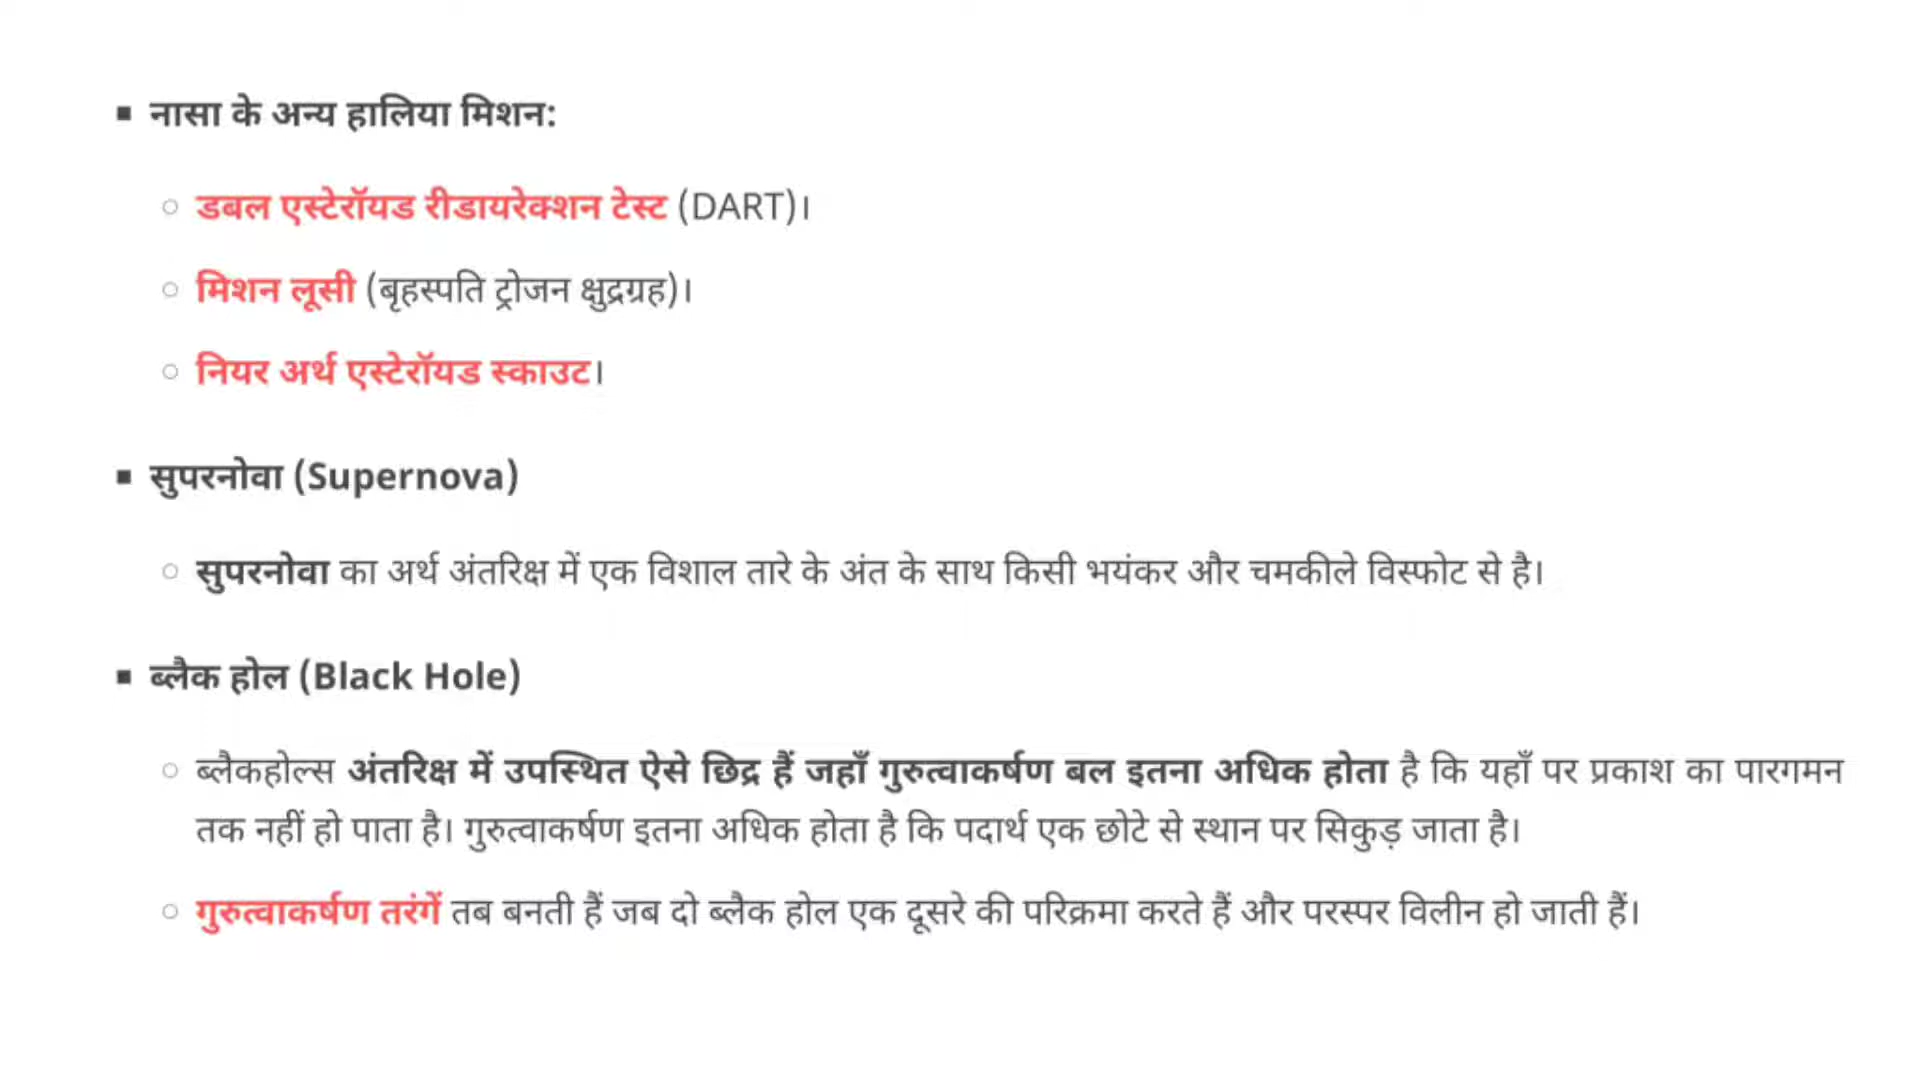 ▪ नासा के अन्य हालिया मिशन:
○ डबल एस्टेरॉयड रीडायरेक्शन टेस्ट (DART)।
○ मिशन लूसी (बृहस्पति ट्रोजन क्षुद्रग्रह)।
○ नियर अर्थ एस्टेरॉयड स्काउट।
▪ सुपरनोवा (Supernova)
○ सुपरनोवा का अर्थ अंतरिक्ष में एक विशाल तारे के अंत के साथ किसी भयंकर और चमकीले विस्फोट से है।
▪ ब्लैक होल (Black Hole)
○ ब्लैकहोल्स अंतरिक्ष में उपस्थित ऐसे छिद्र हैं जहाँ गुरुत्वाकर्षण बल इतना अधिक होता है कि यहाँ पर प्रकाश का पारगमन
तक नहीं हो पाता है। गुरुत्वाकर्षण इतना अधिक होता है कि पदार्थ एक छोटे से स्थान पर सिकुड़ जाता है।
○ गुरुत्वाकर्षण तरंगें तब बनती हैं जब दो ब्लैक होल एक दूसरे की परिक्रमा करते हैं और परस्पर विलीन हो जाती हैं।